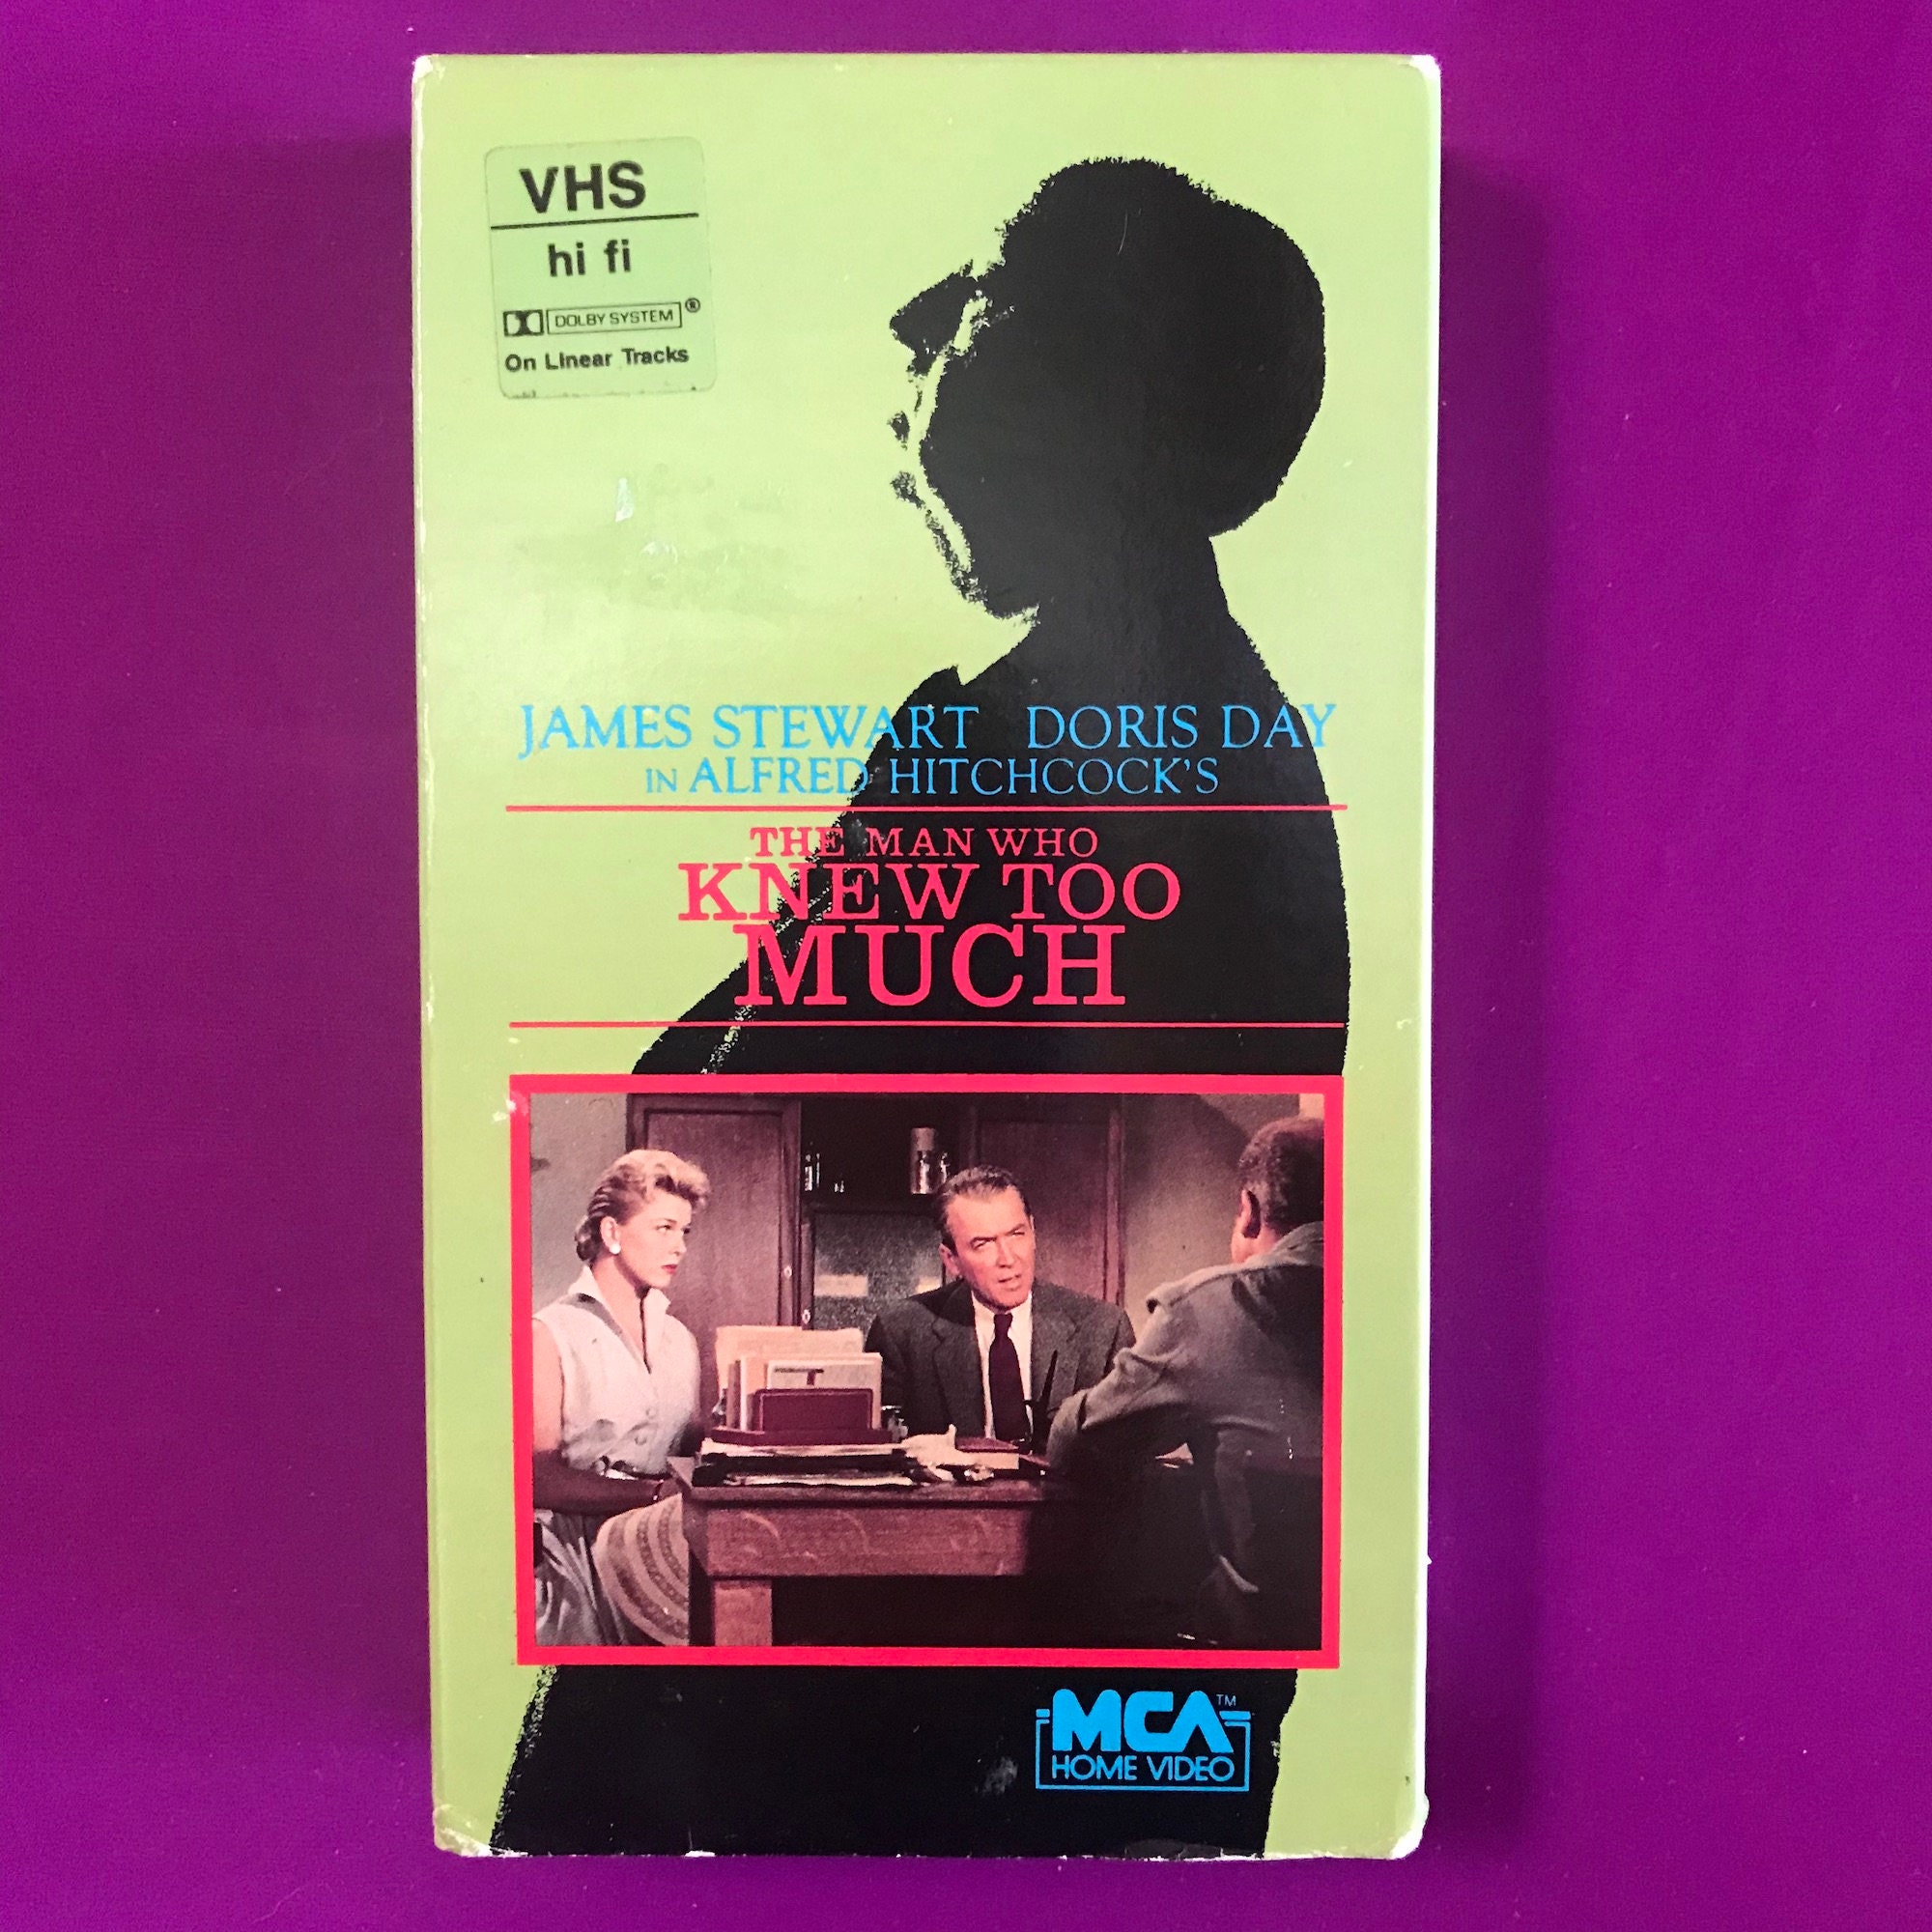 VHS
hi fi
DOLBY SYSTEM ®
On Linear Tracks
JAMES STEWART DORIS DAY
IN ALFRED HITCHCOCK'S
THE MAN WHO
KNEW TOO
MUCH
MCA™
HOME VIDEO